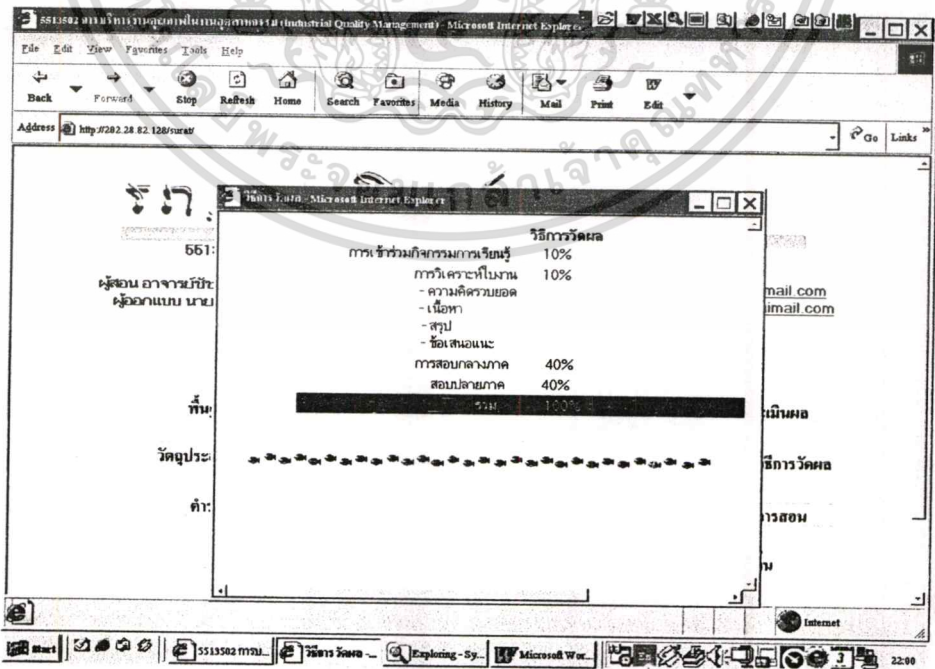 5513502 การบริหารงานคุณภาพในงานอุตสาหกรรม (Industrial Quality Management) - Microsoft Internet Explorer
File Edit View Favorites Tools Help
Back Forward Stop Refresh Home Search Favorites Media History Mail Print Edit
Address http://202.28.82.128/surat/ Go Links »
วิธีการวัดผล - Microsoft Internet Explorer
วิธีการวัดผล
การเข้าร่วมกิจกรรมการเรียนรู้ 10%
การวิเคราะห์ใบงาน 10%
- ความคิดรวบยอด
- เนื้อหา
- สรุป
- ข้อเสนอแนะ
การสอบกลางภาค 40%
สอบปลายภาค 40%
รวม 100%
551:
ผู้สอน อาจารย์
ผู้ออกแบบ นาย
mail.com
mail.com
พื้น
เมินผล
วัตถุประ
ธีการวัดผล
คำ
ารสอน
น
Internet
Start 5513502 การบ... วิธีการวัดผล -... Exploring - Sy... Microsoft Wor... 22:00